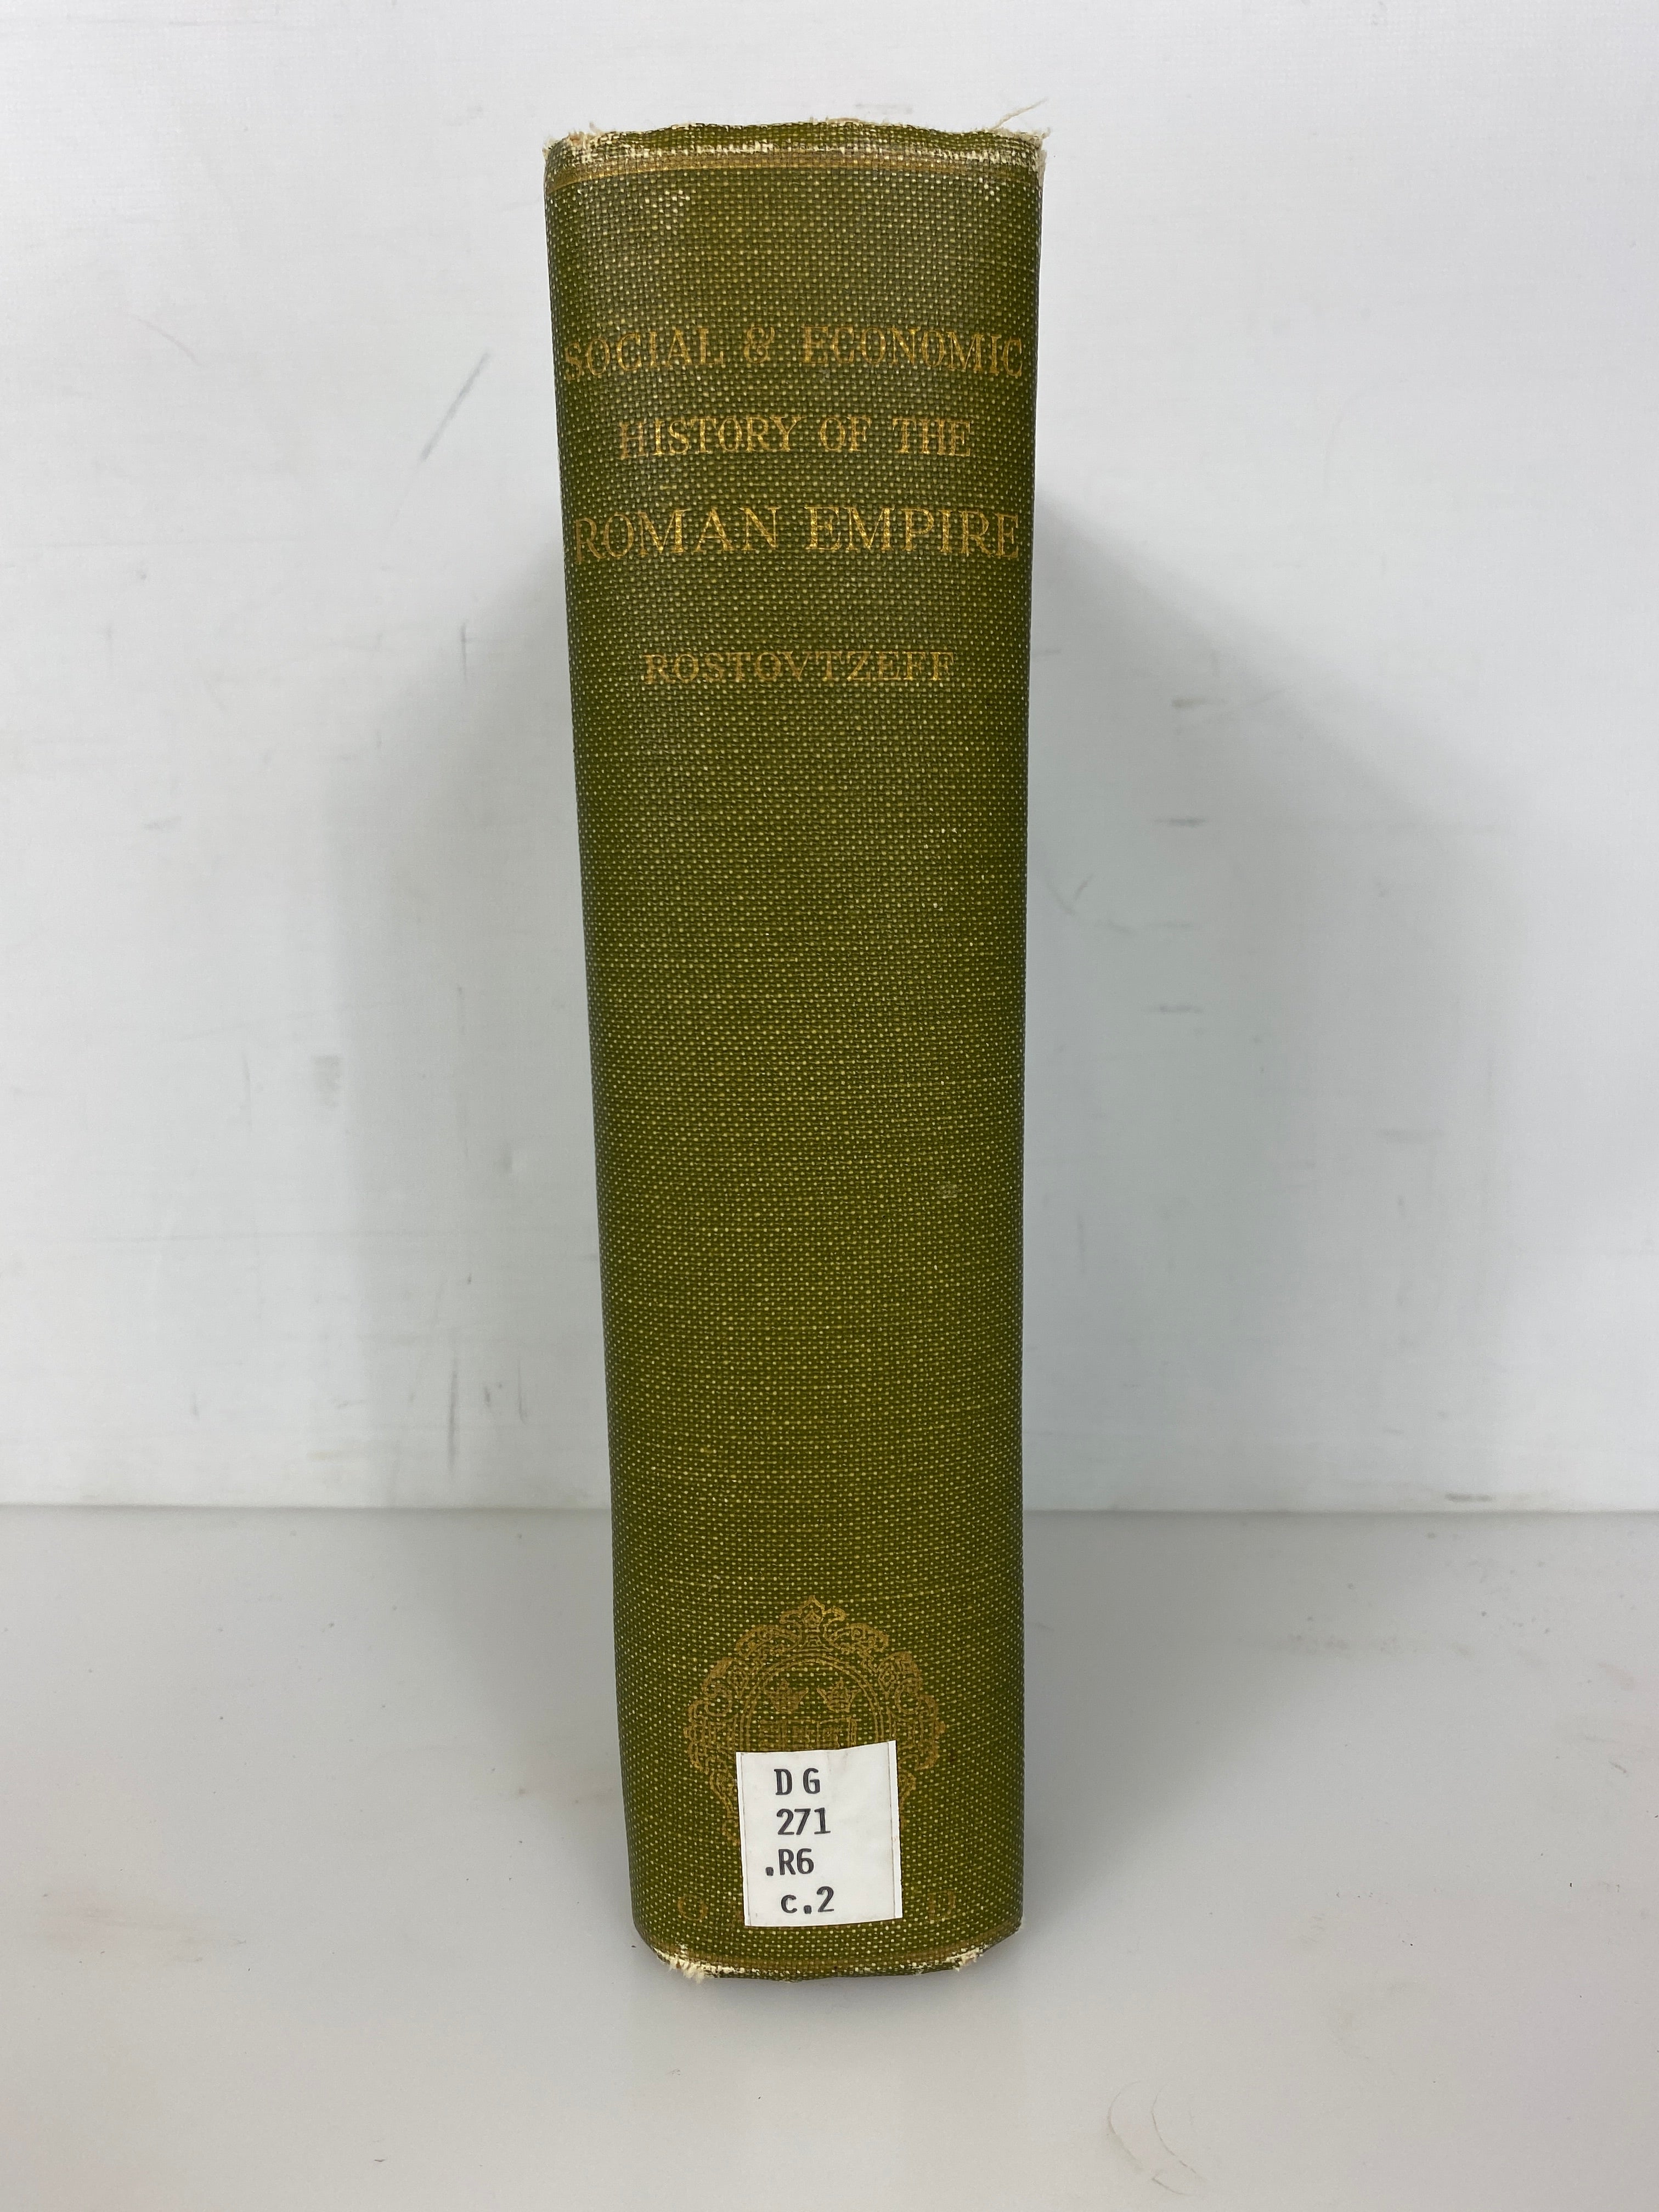 SOCIAL & ECONOMIC
HISTORY OF THE
ROMAN EMPIRE
ROSTOVTZEFF
DG
271
.R6
c.2